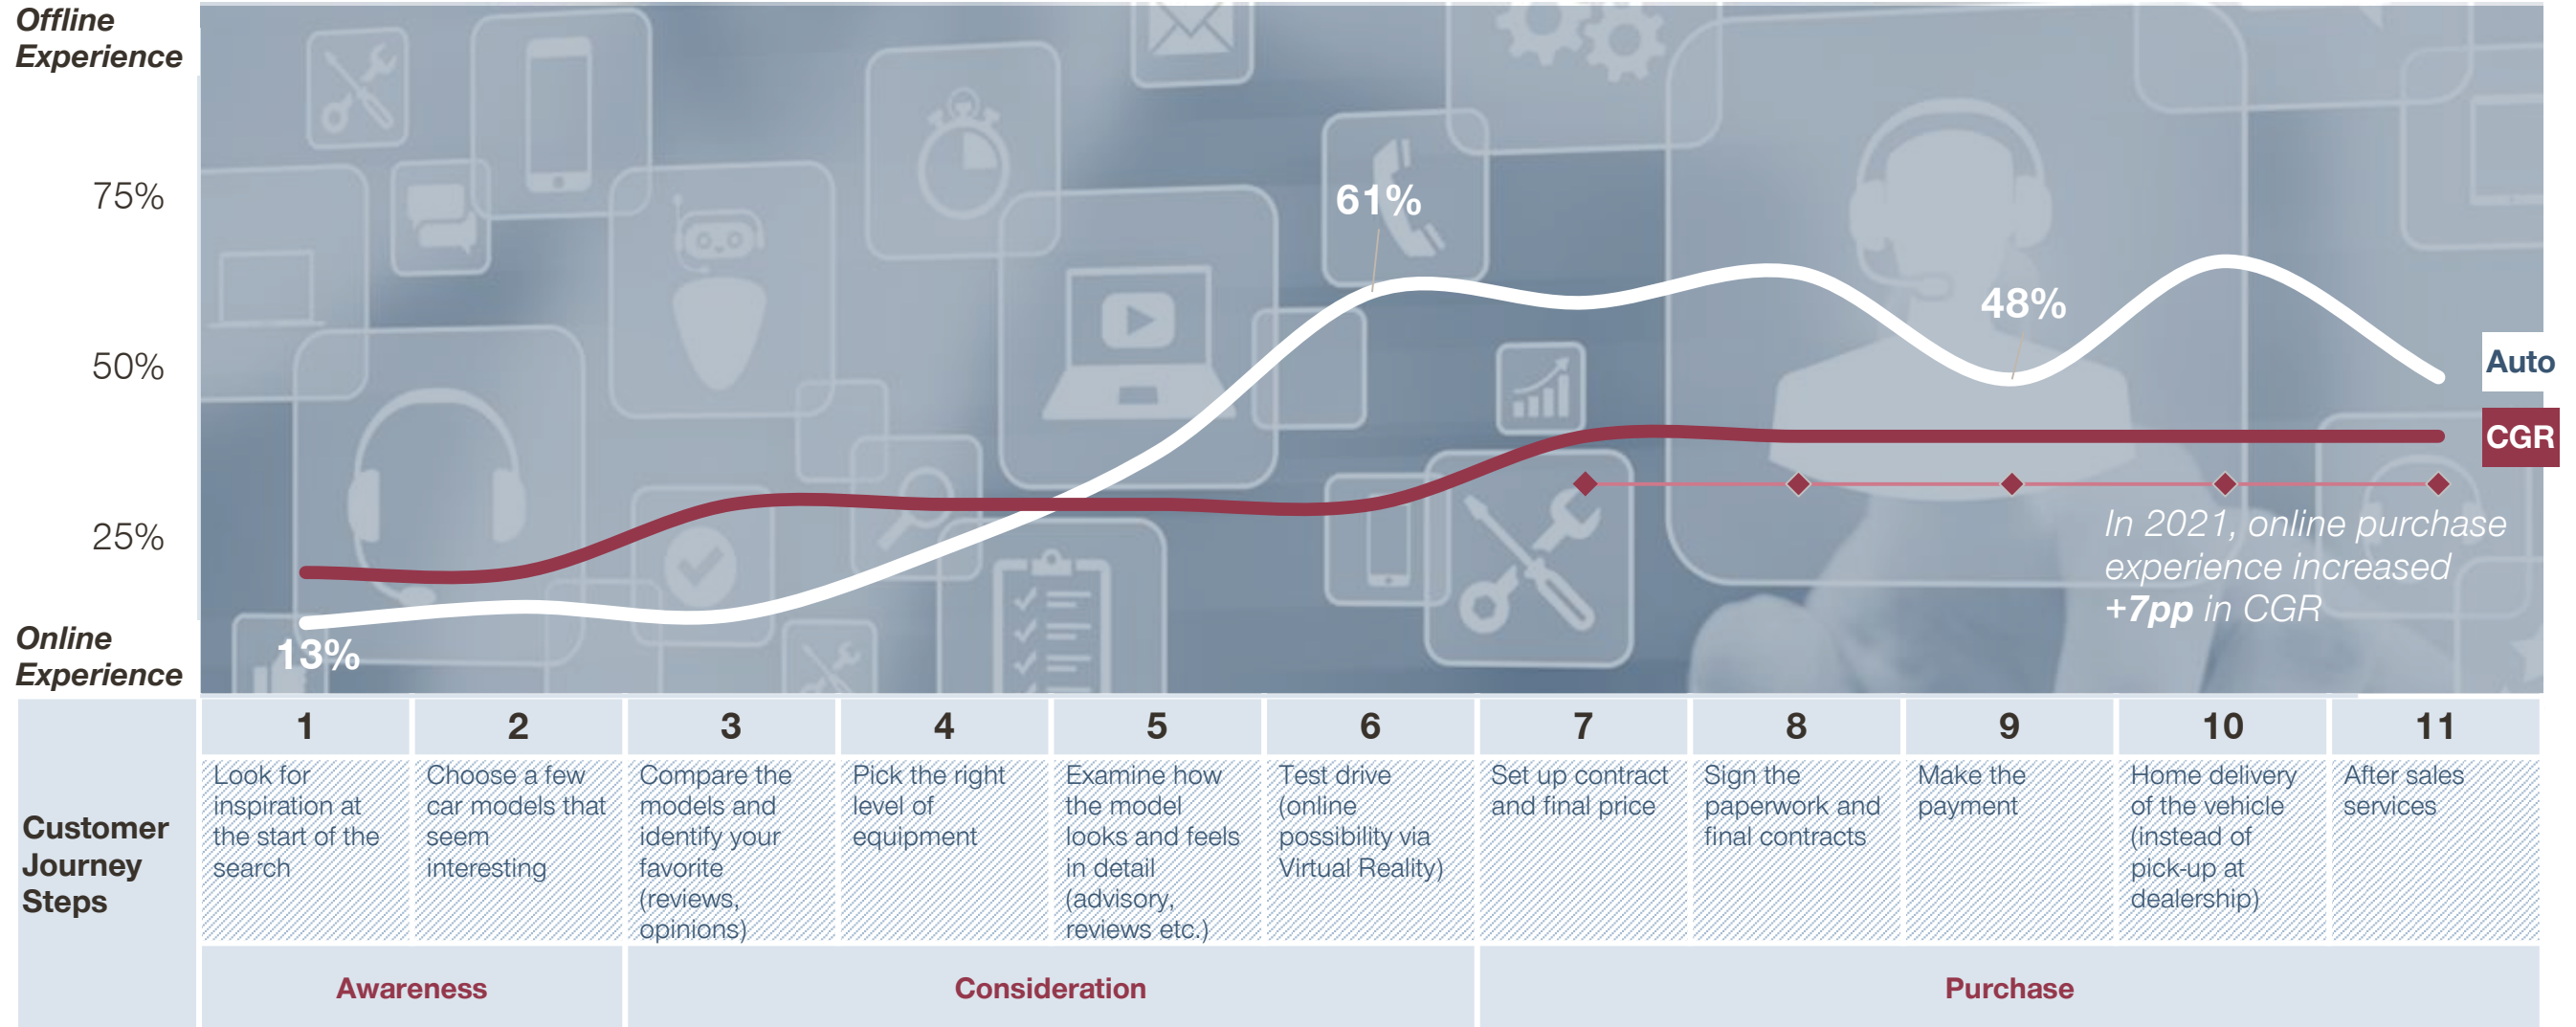 Offline
Experience
75%
50%
25%
Online
Experience
61%
48%
13%
Auto
CGR
In 2021, online purchase
experience increased
+7pp in CGR
Customer
Journey
Steps
1
Look for
inspiration at
the start of the
search
2
Choose a few
car models that
seem
interesting
3
Compare the
models and
identify your
favorite
(reviews,
opinions)
4
Pick the right
level of
equipment
5
Examine how
the model
looks and feels
in detail
(advisory,
reviews etc.)
6
Test drive
(online
possibility via
Virtual Reality)
7
Set up contract
and final price
8
Sign the
paperwork and
final contracts
9
Make the
payment
10
Home delivery
of the vehicle
(instead of
pick-up at
dealership)
11
After sales
services
Awareness
Consideration
Purchase